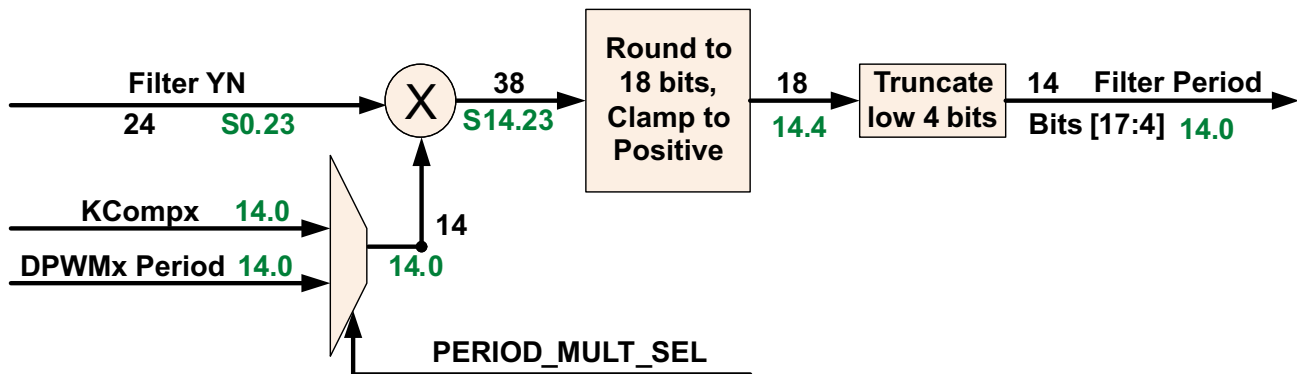 Filter YN
24 S0.23
X
38
S14.23
Round to
18 bits,
Clamp to
Positive
18
14.4
Truncate
low 4 bits
14 Filter Period
Bits [17:4] 14.0
KCompx 14.0
DPWMx Period 14.0
14
14.0
PERIOD_MULT_SEL